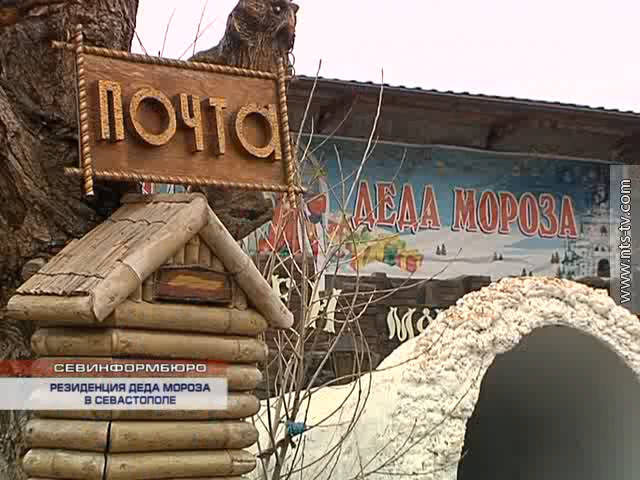 ПОЧТА
ДЕДА МОРОЗА
www.nts-tv.com
СЕВИНФОРМБЮРО
РЕЗИДЕНЦИЯ ДЕДА МОРОЗА
В СЕВАСТОПОЛЕ